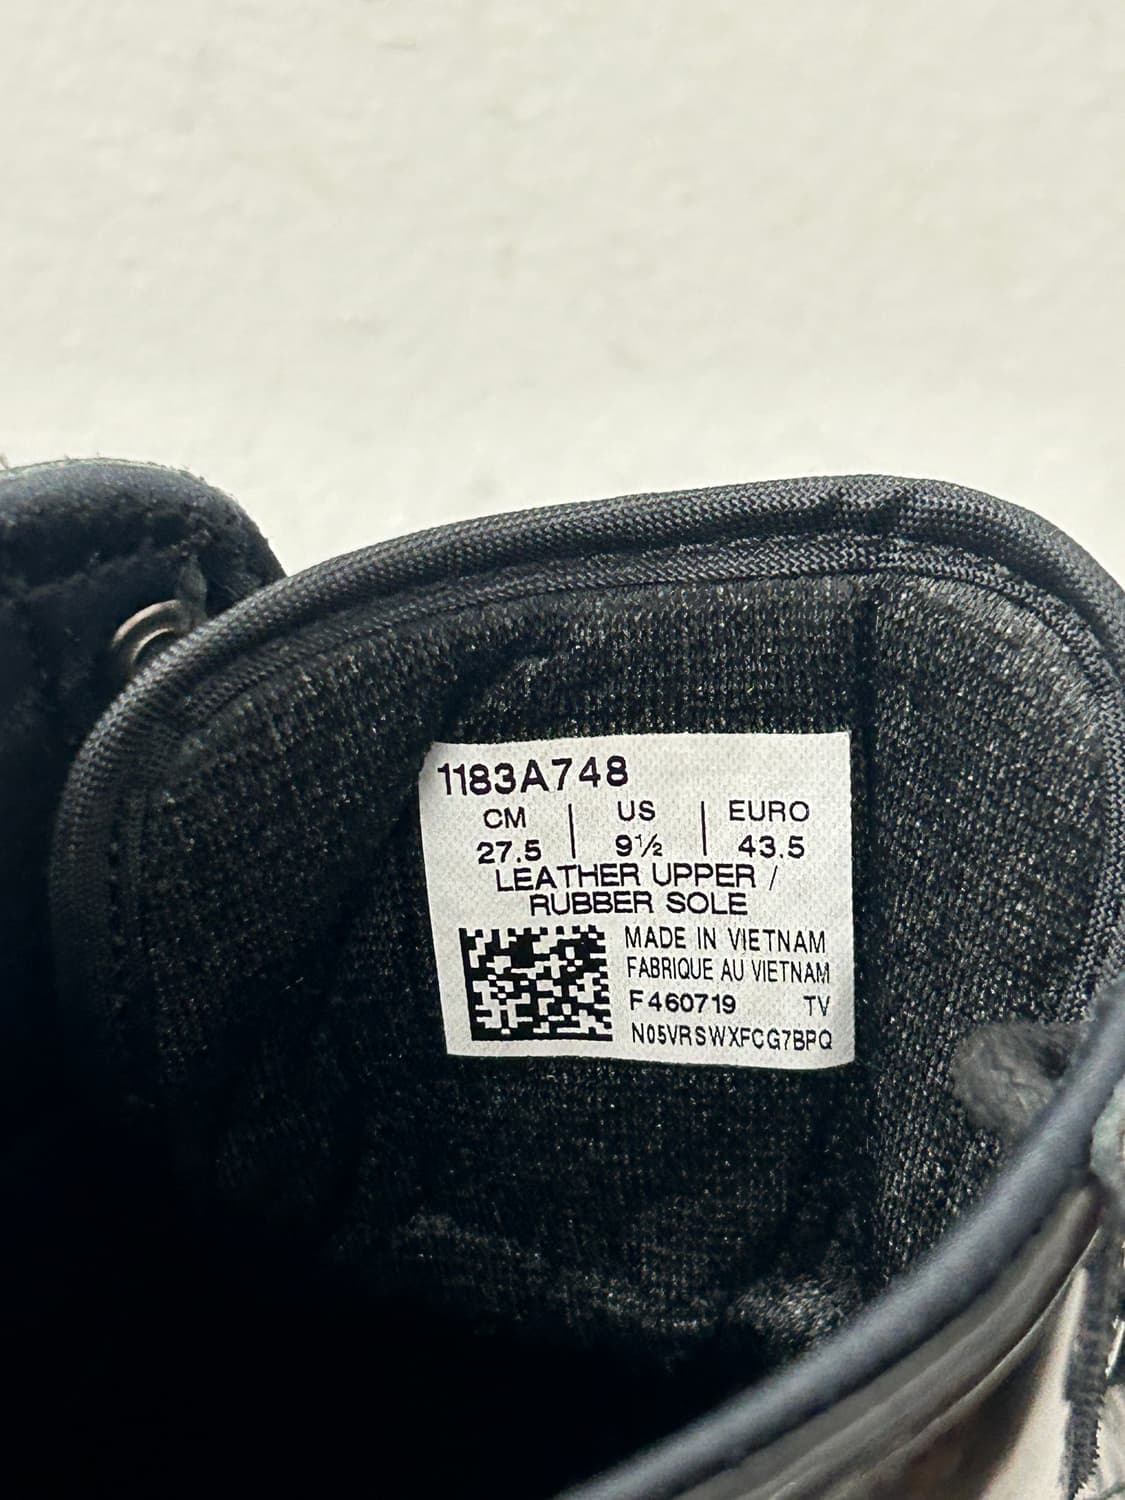 1183A748
CM | US | EURO
27.5 | 9½ | 43.5
LEATHER UPPER /
RUBBER SOLE
MADE IN VIETNAM
FABRIQUE AU VIETNAM
F460719 TV
N05VRSWXFCG7BPQ